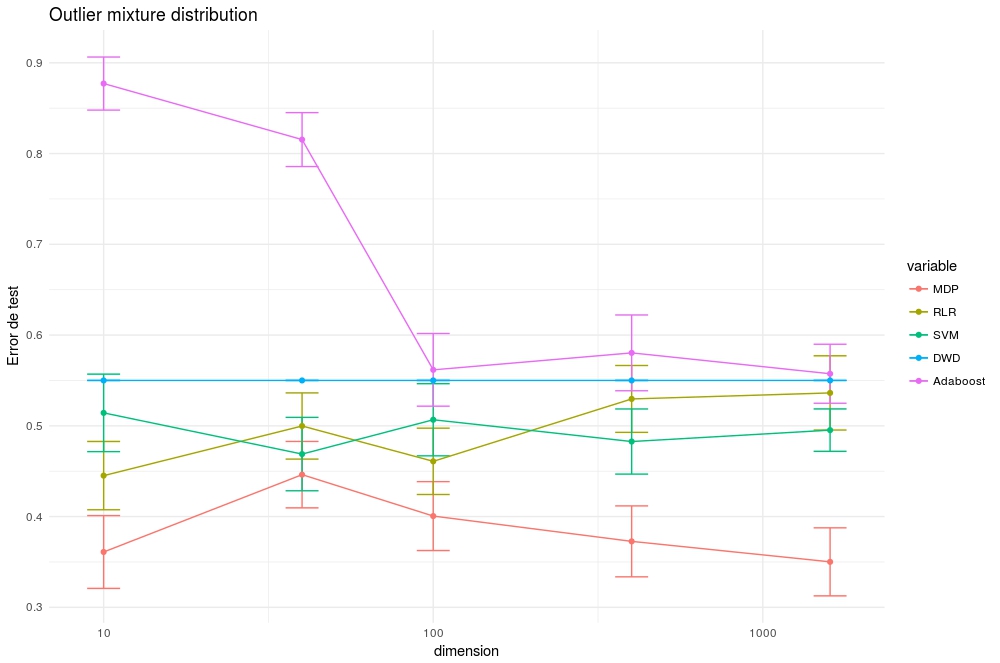 Outlier mixture distribution
Error de test
0.9
0.8
0.7
0.6
0.5
0.4
0.3
10
100
1000
dimension
variable
MDP
RLR
SVM
DWD
Adaboost